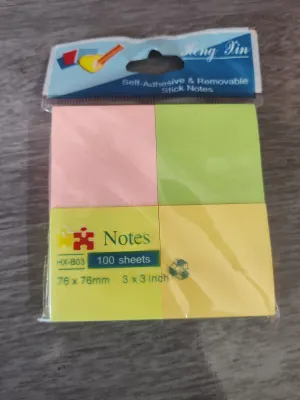 Heng Xin
Self-Adhesive & Removable
Stick Notes
Notes
HX-B03 100 sheets
76 x 76mm 3 x 3 inch